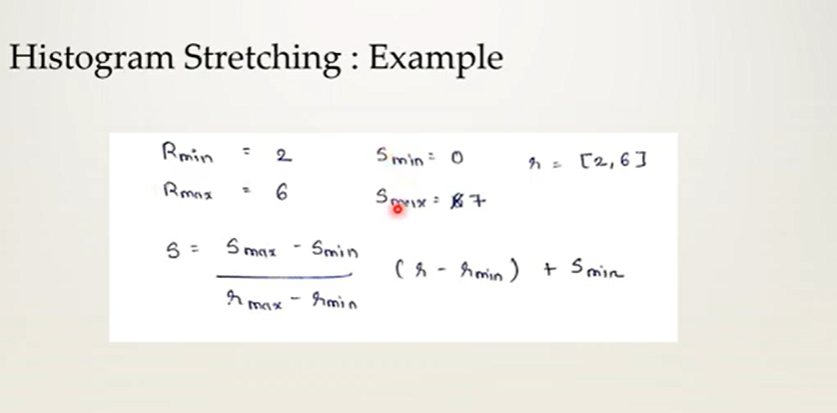 Histogram Stretching : Example
Rmin = 2 Smin = 0 r = [2,6]
Rmax = 6 Smax = 7
S = Smax - Smin / rmax - rmin (r - rmin) + Smin